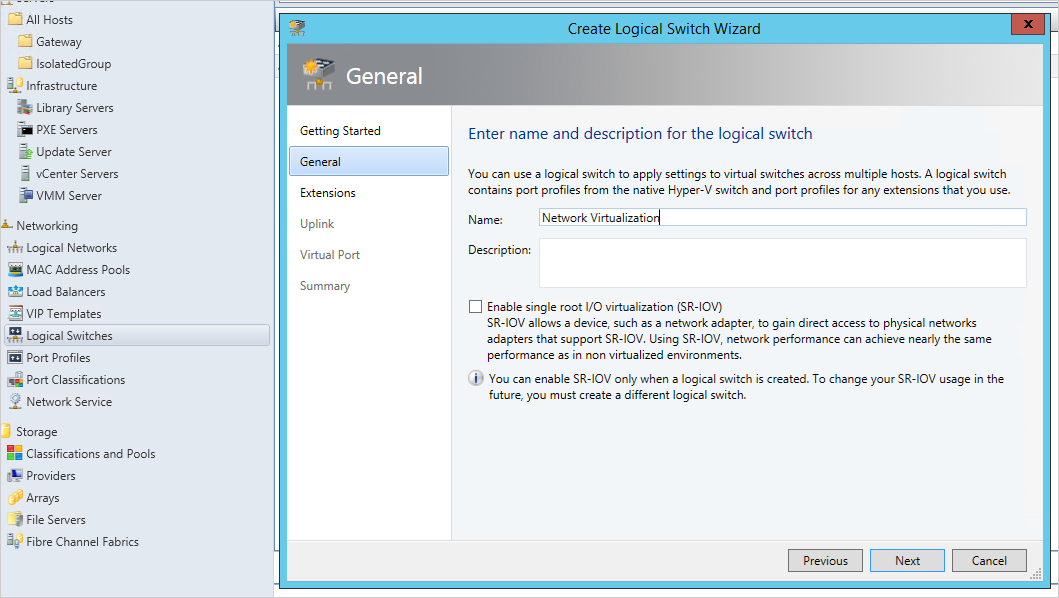 Servers
All Hosts
Gateway
IsolatedGroup
Infrastructure
Library Servers
PXE Servers
Update Server
vCenter Servers
VMM Server
Networking
Logical Networks
MAC Address Pools
Load Balancers
VIP Templates
Logical Switches
Port Profiles
Port Classifications
Network Service
Storage
Classifications and Pools
Providers
Arrays
File Servers
Fibre Channel Fabrics
Create Logical Switch Wizard
x
General
Getting Started
General
Extensions
Uplink
Virtual Port
Summary
Enter name and description for the logical switch
You can use a logical switch to apply settings to virtual switches across multiple hosts. A logical switch
contains port profiles from the native Hyper-V switch and port profiles for any extensions that you use.
Name:
Network Virtualization
Description:
Enable single root I/O virtualization (SR-IOV)
SR-IOV allows a device, such as a network adapter, to gain direct access to physical networks
adapters that support SR-IOV. Using SR-IOV, network performance can achieve nearly the same
performance as in non virtualized environments.
You can enable SR-IOV only when a logical switch is created. To change your SR-IOV usage in the
future, you must create a different logical switch.
Previous
Next
Cancel